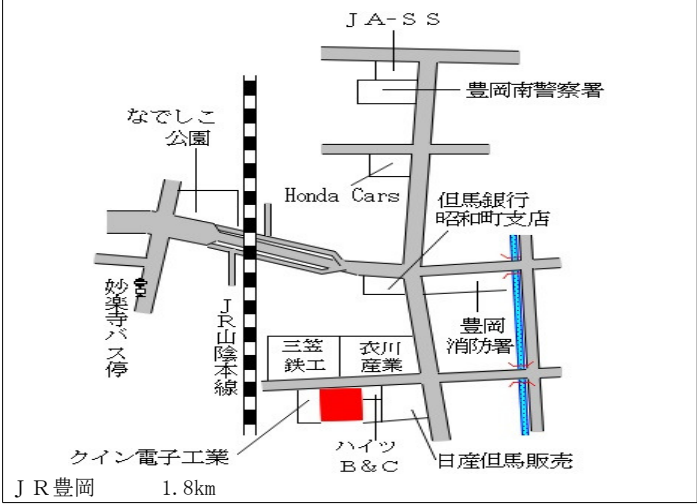 ＪＡ-ＳＳ
豊岡南警察署
なでしこ
公園
Honda Cars
但馬銀行
昭和町支店
妙楽寺バス停
ＪＲ山陰本線
豊岡
消防署
三笠
鉄工
衣川
産業
クイン電子工業
ハイツ
Ｂ＆Ｃ
日産但馬販売
ＪＲ豊岡 1.8km